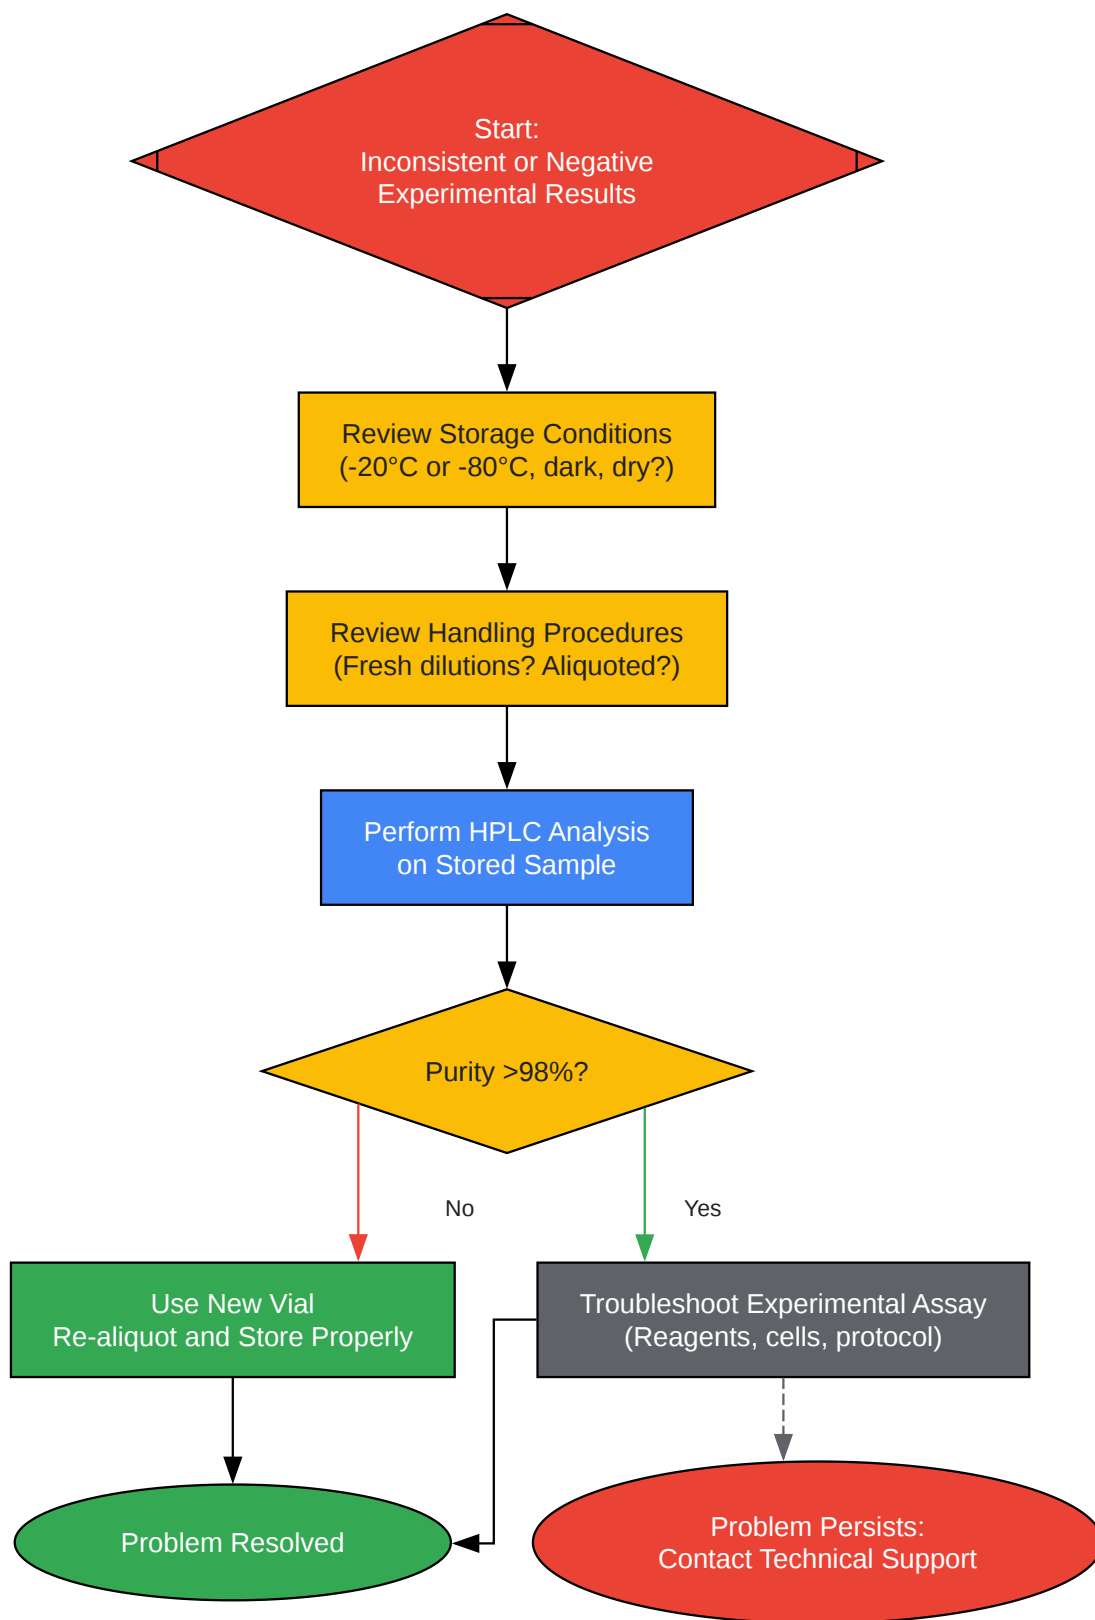 Start:
Inconsistent or Negative
Experimental Results
Review Storage Conditions
(-20°C or -80°C, dark, dry?)
Review Handling Procedures
(Fresh dilutions? Aliquoted?)
Perform HPLC Analysis
on Stored Sample
Purity >98%?
No
Yes
Use New Vial
Re-aliquot and Store Properly
Troubleshoot Experimental Assay
(Reagents, cells, protocol)
Problem Resolved
Problem Persists:
Contact Technical Support